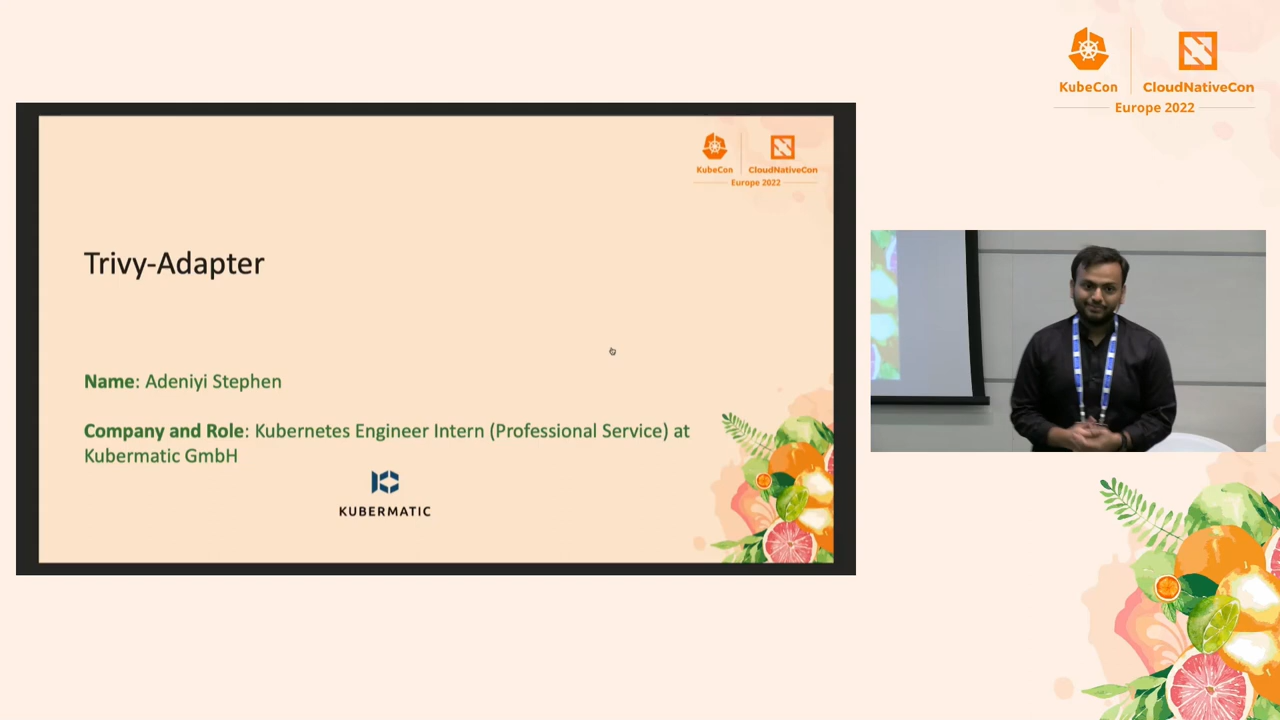 KubeCon
CloudNativeCon
Europe 2022
KubeCon
CloudNativeCon
Europe 2022
Trivy-Adapter
Name: Adeniyi Stephen
Company and Role: Kubernetes Engineer Intern (Professional Service) at
Kubermatic GmbH
KUBERMATIC